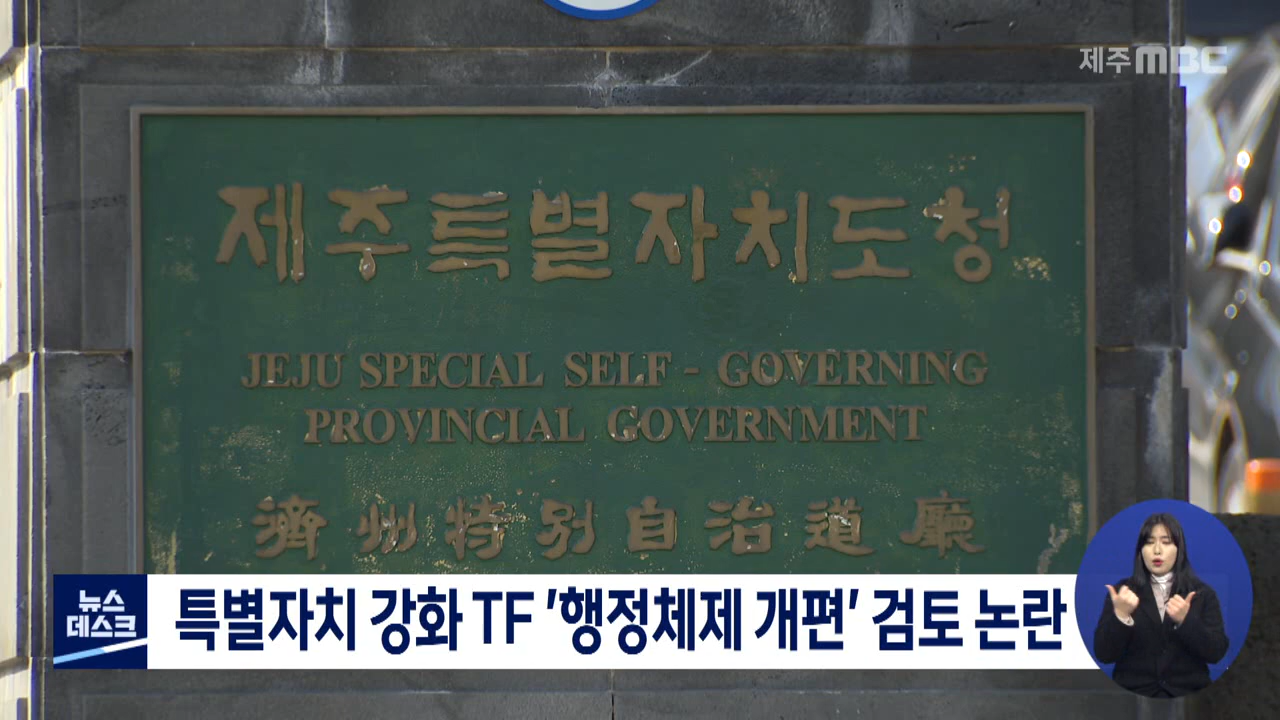 제주MBC
제주특별자치도청
JEJU SPECIAL SELF - GOVERNING
PROVINCIAL GOVERNMENT
濟州特別自治道廳
뉴스
데스크
특별자치 강화 TF '행정체제 개편' 검토 논란